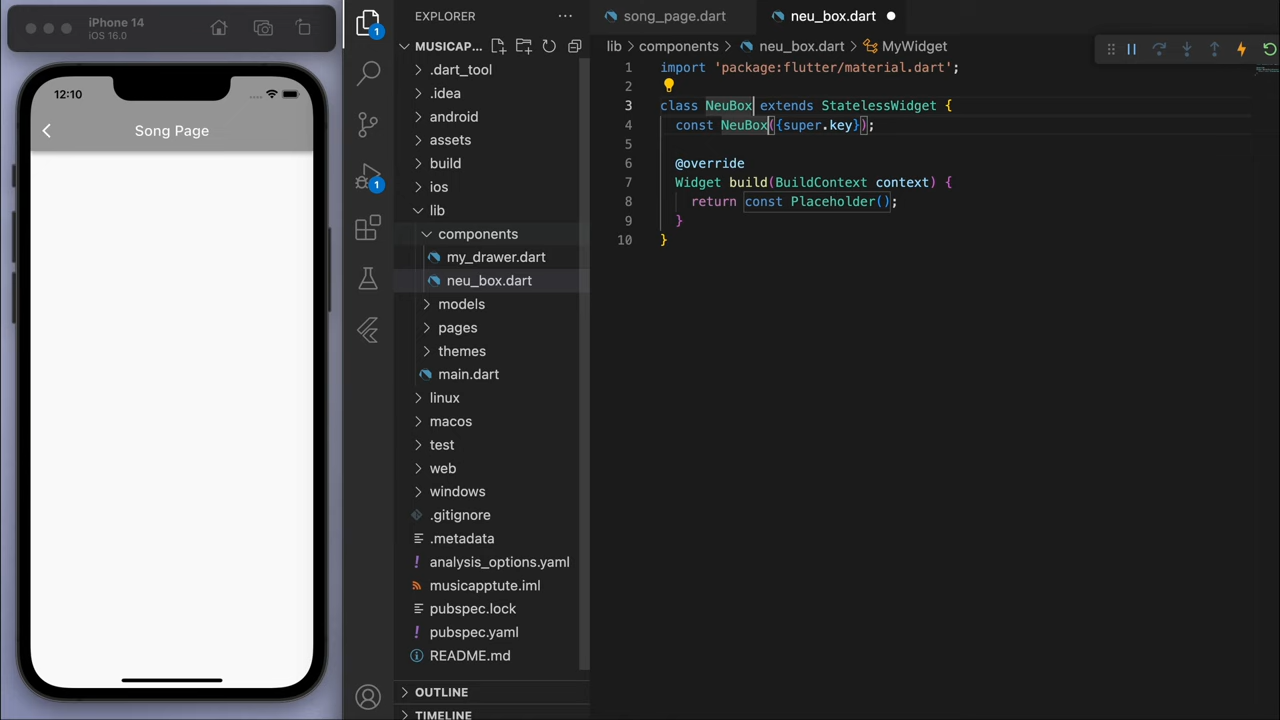 iPhone 14
iOS 16.0
12:10
Song Page
1
1
EXPLORER
MUSICAPP...
.dart_tool
.idea
android
assets
build
ios
lib
components
my_drawer.dart
neu_box.dart
models
pages
themes
main.dart
linux
macos
test
web
windows
.gitignore
.metadata
analysis_options.yaml
musicapptute.iml
pubspec.lock
pubspec.yaml
README.md
OUTLINE
TIMELINE
song_page.dart
neu_box.dart
lib > components > neu_box.dart > MyWidget
1 import 'package:flutter/material.dart';
2
3 class NeuBox extends StatelessWidget {
4 const NeuBox({super.key});
5
6 @override
7 Widget build(BuildContext context) {
8 return const Placeholder();
9 }
10 }